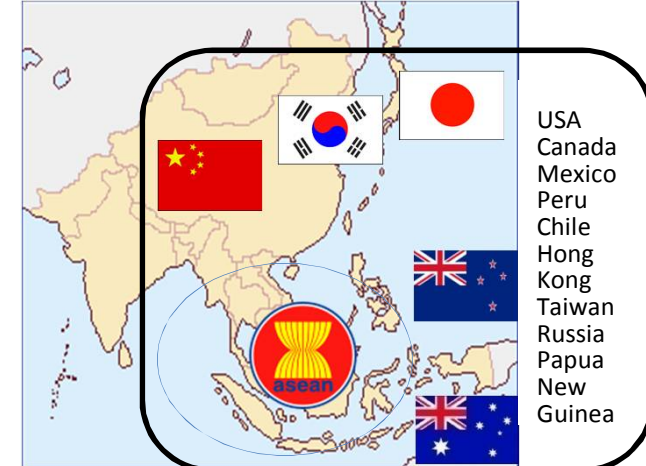 USA
Canada
Mexico
Peru
Chile
Hong
Kong
Taiwan
Russia
Papua
New
Guinea
asean